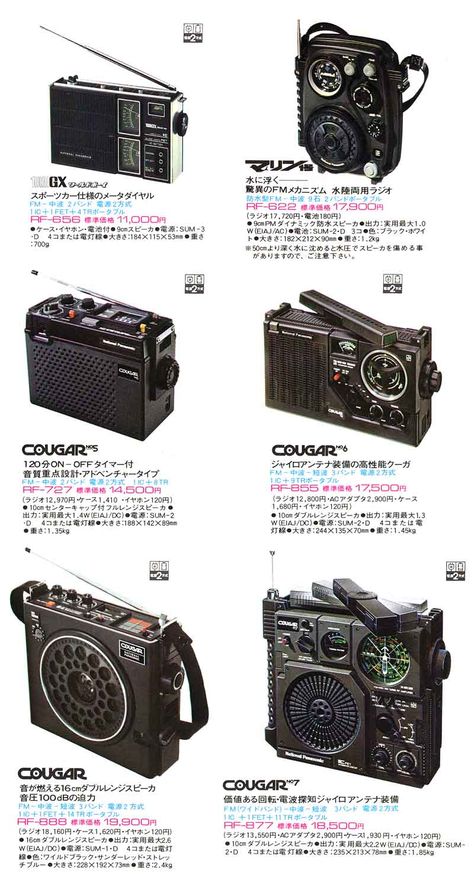 GX ワールドボーイ
スポーツカー仕様のメータダイヤル
FM－中波 2バンド 電源2方式
1IC＋1FET＋4TRポータブル
RF-656 標準価格 11,000円
●ケース・イヤホン・電池付●9cmスピーカ●電源：SUM-3
・D　4コまたは電灯線●大きさ：184×115×53mm●重さ
：700g
マリン1号
水に浮く――
驚異のFMメカニズム 水陸両用ラジオ
防水型FM－中波 9石 2バンドポータブル
RF-622 標準価格 17,900円
(ラジオ17,720円・電池180円)
●9cmPMダイナミック防水スピーカ●出力：実用最大1.0
W(EIAJ/AC)●電池：SUM-2・D　3コ●色：ブラック・ホワイ
ト●大きさ：182×212×90mm●重さ：1.2kg
※50cmより深く水に沈めると水圧でスピーカを傷める事
がありますので、ご注意下さい。
National Panasonic
COUGAR
COUGAR No5
120分ON-OFFタイマー付
音質重点設計・アドベンチャータイプ
FM－中波 2バンド 電源2方式 1IC＋8TR
RF-727 標準価格 14,500円
(ラジオ12,970円・ケース1,410・イヤホン120円)
●10cmセンターキャップ付フルレンジスピーカ●
出力：実用最大1.4W(EIAJ/DC)●電源：SUM-2
・D　4コまたは電灯線●大きさ：188×142×89mm
●重さ：1.35kg
COUGAR No6
ジャイロアンテナ装備の高性能クーガ
FM－中波 2バンド 電源2方式
1IC＋9TRポータブル
RF-855 標準価格 17,500円
(ラジオ12,800円・ACアダプタ2,900円・ケース
1,680円・イヤホン120円)
●10cmダブルレンジスピーカ●出力：実用最大1.3
W(EIAJ/DC)●電源：SUM-2・D　4コまたは電
灯線●大きさ：244×135×70mm●重さ：1.45kg
COUGAR
COUGAR
音が燃える16cmダブルレンジスピーカ
音圧100dBの迫力
FM－中波－短波 3バンド 電源2方式
1IC＋1FET＋14TRポータブル
RF-888 標準価格 19,900円
(ラジオ18,160円・ケース1,620円・イヤホン120円)
●16cmダブルレンジスピーカ●出力：実用最大2.6
W(EIAJ/DC)●電源：SUM-1・D　4コまたは電灯
線●色：ワイルドブラック・サンダーレッド・ストレッ
チブルー●大きさ：228×192×73mm●重さ：2.4kg
COUGAR
National Panasonic
COUGAR No7
価値ある回転・電波探知ジャイロアンテナ装備
FM(ワイドバンド)－中波－短波 3バンド 電源2方式
1IC＋1FET＋11TRポータブル
RF-877 標準価格 18,500円
(ラジオ13,550円・ACアダプタ2,900円・ケース1,930円・イヤホン120円)
●10cmダブルレンジスピーカ●出力：実用最大2.2W(EIAJ/DC)●電源：SUM-
2・D　4コまたは電灯線●大きさ：235×213×78mm●重さ：1.85kg